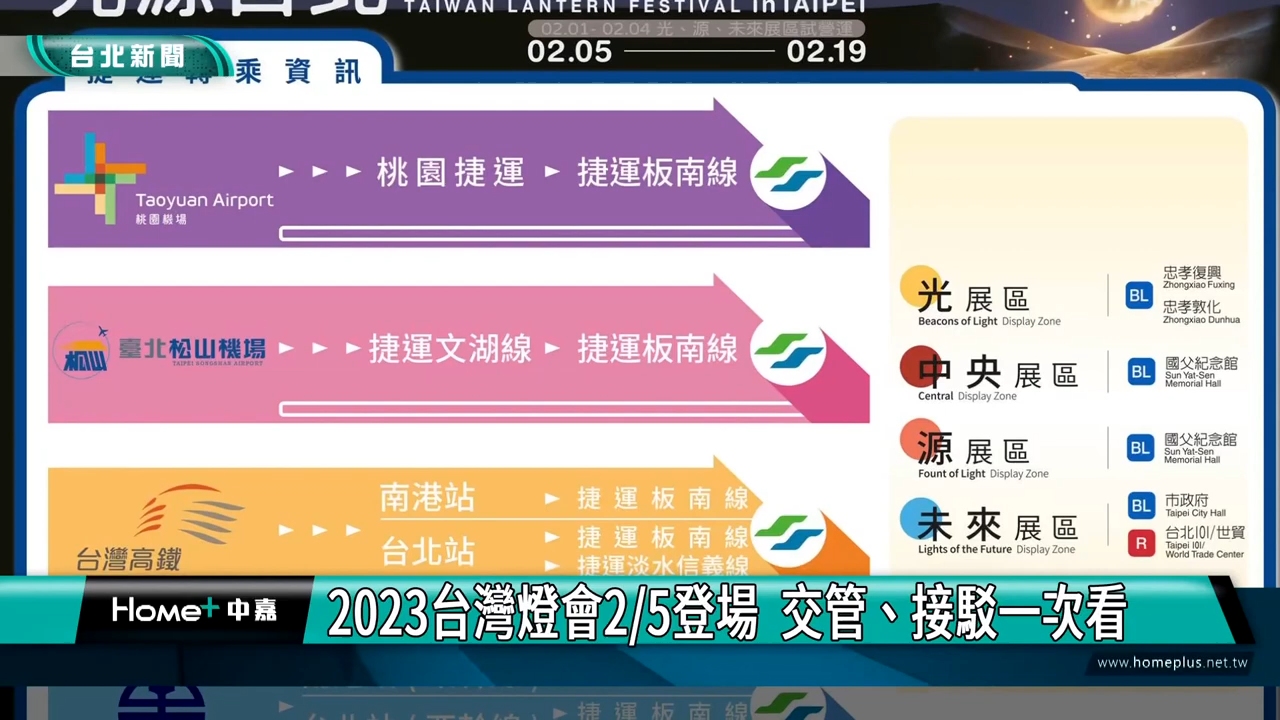 光源台北
TAIWAN LANTERN FESTIVAL in TAIPEI
02.01- 02.04 光、源、未來展區試營運
02.05 02.19
台北新聞
捷運轉乘資訊
Taoyuan Airport
桃園機場
桃園捷運
捷運板南線
臺北松山機場
TAIPEI SONGSHAN AIRPORT
松山
捷運文湖線
捷運板南線
台灣高鐵
南港站
捷運板南線
台北站
捷運板南線
捷運淡水信義線
光展區
Beacons of Light Display Zone
BL
忠孝復興
Zhongxiao Fuxing
忠孝敦化
Zhongxiao Dunhua
中央展區
Central Display Zone
BL
國父紀念館
Sun Yat-Sen
Memorial Hall
源展區
Fount of Light Display Zone
BL
國父紀念館
Sun Yat-Sen
Memorial Hall
未來展區
Lights of the Future Display Zone
BL
市政府
Taipei City Hall
R
台北101/世貿
Taipei 101/
World Trade Center
Home+中嘉
2023台灣燈會2/5登場 交管、接駁一次看
www.homeplus.net.tw
捷運板南線